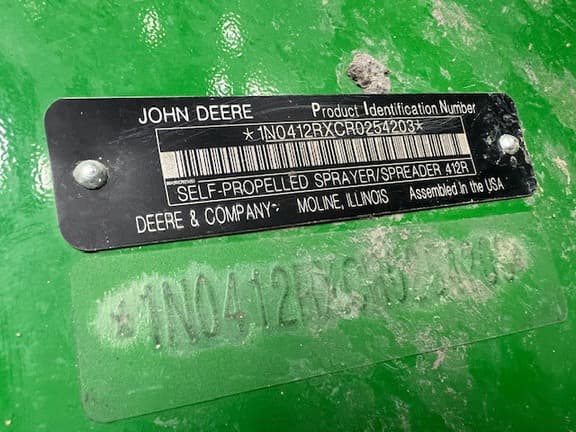 JOHN DEERE Product Identification Number
*1N0412RXCR0254203*
SELF-PROPELLED SPRAYER/SPREADER 412R
DEERE & COMPANY MOLINE, ILLINOIS Assembled in the USA